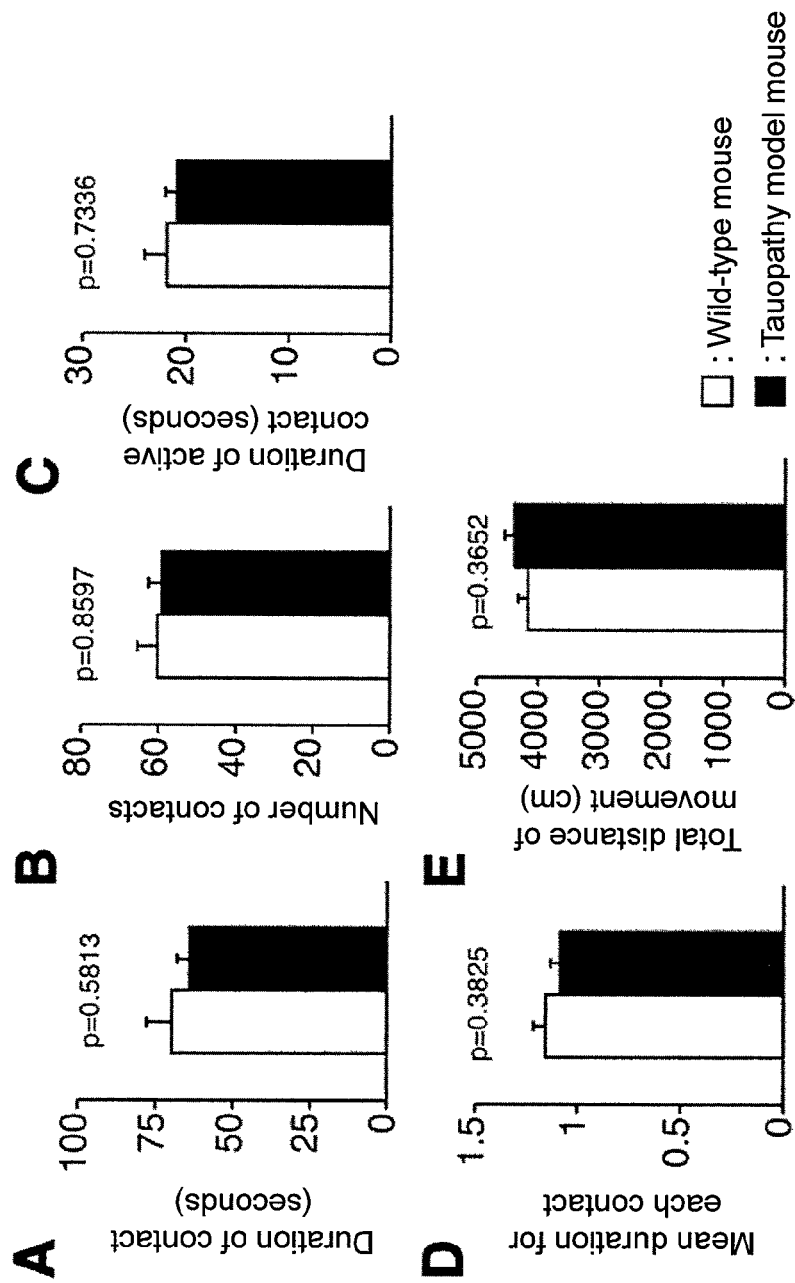 A
Duration of contact
(seconds)
100
75
50
25
0
p=0.5813
B
Number of contacts
80
60
40
20
0
p=0.8597
C
Duration of active
contact (seconds)
30
20
10
0
p=0.7336
D
Mean duration for
each contact
1.5
1
0.5
0
p=0.3825
E
Total distance of
movement (cm)
5000
4000
3000
2000
1000
0
p=0.3652
: Wild-type mouse
: Tauopathy model mouse